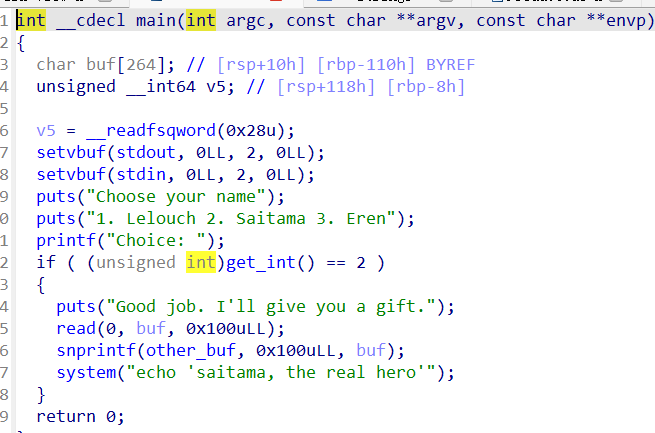 1 int __cdecl main(int argc, const char **argv, const char **envp)
2 {
3 char buf[264]; // [rsp+10h] [rbp-110h] BYREF
4 unsigned __int64 v5; // [rsp+118h] [rbp-8h]
5
6 v5 = __readfsqword(0x28u);
7 setvbuf(stdout, 0LL, 2, 0LL);
8 setvbuf(stdin, 0LL, 2, 0LL);
9 puts("Choose your name");
0 puts("1. Lelouch 2. Saitama 3. Eren");
1 printf("Choice: ");
2 if ( (unsigned int)get_int() == 2 )
3 {
4 puts("Good job. I'll give you a gift.");
5 read(0, buf, 0x100uLL);
6 snprintf(other_buf, 0x100uLL, buf);
7 system("echo 'saitama, the real hero'");
8 }
9 return 0;